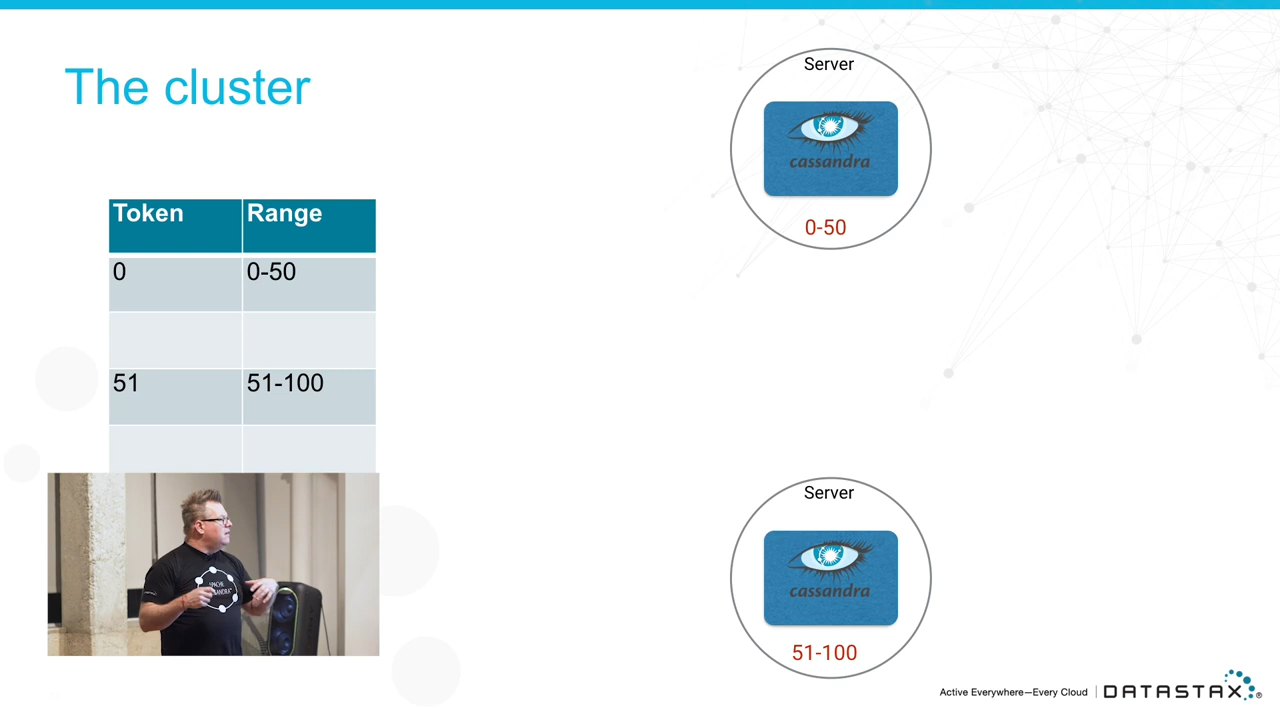 The cluster
Token Range
0 0-50
51 51-100
Server
cassandra
0-50
Server
cassandra
51-100
APACHE
Active Everywhere—Every Cloud | DATASTAX®